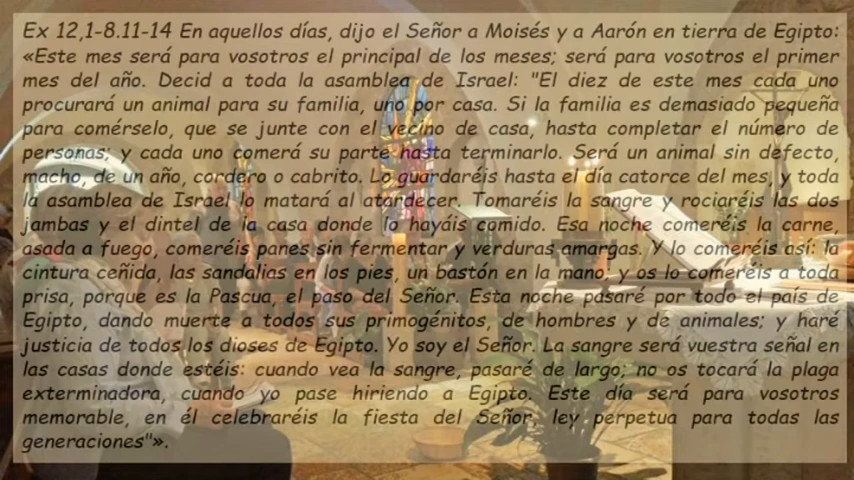 Ex 12,1-8.11-14 En aquellos días, dijo el Señor a Moisés y a Aarón en tierra de Egipto:
«Este mes será para vosotros el principal de los meses; será para vosotros el primer
mes del año. Decid a toda la asamblea de Israel: "El diez de este mes cada uno
procurará un animal para su familia, uno por casa. Si la familia es demasiado pequeña
para comérselo, que se junte con el vecino de casa, hasta completar el número de
personas; y cada uno comerá su parte hasta terminarlo. Será un animal sin defecto,
macho, de un año, cordero o cabrito. Lo guardaréis hasta el día catorce del mes, y toda
la asamblea de Israel lo matará al atardecer. Tomaréis la sangre y rociaréis las dos
jambas y el dintel de la casa donde lo hayáis comido. Esa noche comeréis la carne,
asada a fuego, comeréis panes sin fermentar y verduras amargas. Y lo comeréis así: la
cintura ceñida, las sandalias en los pies, un bastón en la mano; y os lo comeréis a toda
prisa, porque es la Pascua, el paso del Señor. Esta noche pasaré por todo el país de
Egipto, dando muerte a todos sus primogénitos, de hombres y de animales; y haré
justicia de todos los dioses de Egipto. Yo soy el Señor. La sangre será vuestra señal en
las casas donde estéis: cuando vea la sangre, pasaré de largo; no os tocará la plaga
exterminadora, cuando yo pase hiriendo a Egipto. Este día será para vosotros
memorable, en él celebraréis la fiesta del Señor, ley perpetua para todas las
generaciones"».